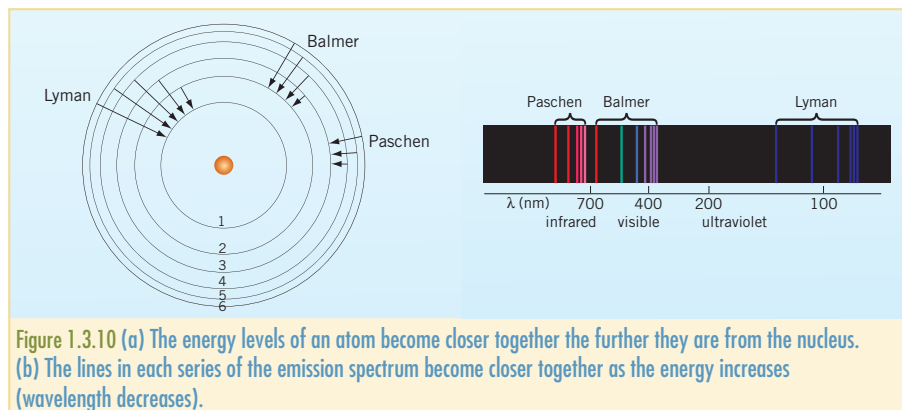 Balmer
Lyman
Paschen
1
2
3
4
5
6
Paschen Balmer Lyman
λ (nm) 700 400 200 100
infrared visible ultraviolet
Figure 1.3.10 (a) The energy levels of an atom become closer together the further they are from the nucleus.
(b) The lines in each series of the emission spectrum become closer together as the energy increases
(wavelength decreases).